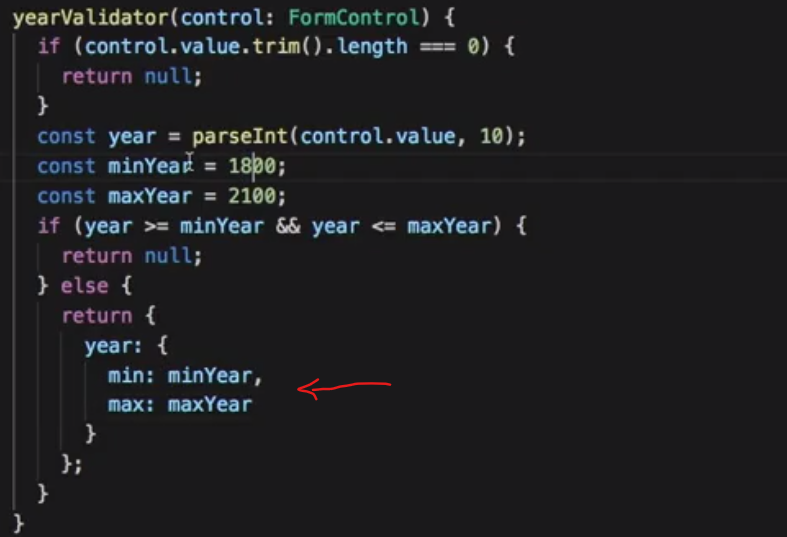 yearValidator(control: FormControl) {
if (control.value.trim().length === 0) {
return null;
}
const year = parseInt(control.value, 10);
const minYear = 1800;
const maxYear = 2100;
if (year >= minYear && year <= maxYear) {
return null;
} else {
return {
year: {
min: minYear,
max: maxYear
}
};
}
}